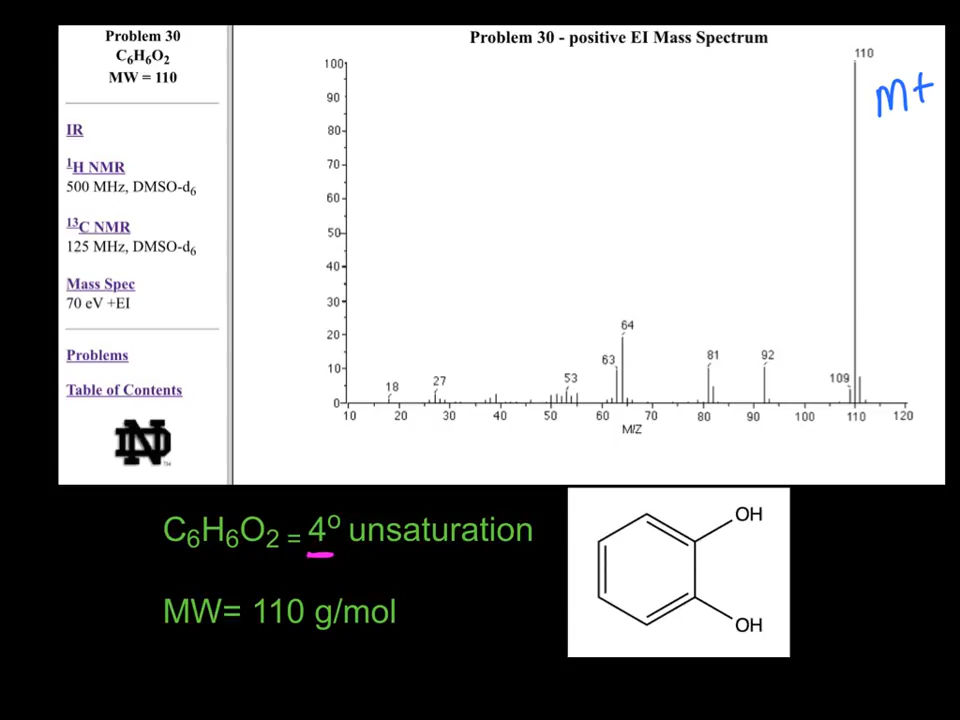 Problem 30
C₆H₆O₂
MW = 110
IR
¹H NMR
500 MHz, DMSO-d₆
¹³C NMR
125 MHz, DMSO-d₆
Mass Spec
70 eV +EI
Problems
Table of Contents
ND
TM
Problem 30 - positive EI Mass Spectrum
100
90
80
70
60
50
40
30
20
10
0
18
27
53
63
64
81
92
109
110
m+
10 20 30 40 50 60 70 80 90 100 110 120
M/Z
C₆H₆O₂ = 4° unsaturation
MW= 110 g/mol
OH
OH